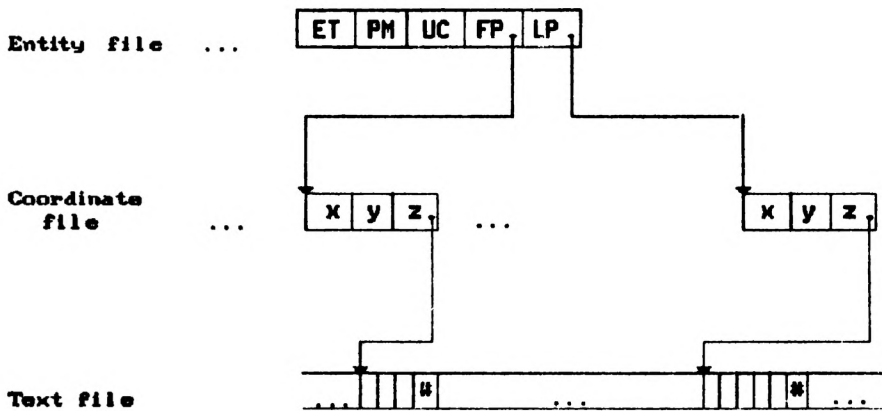 ET PM UC FP LP
Entity file ...
Coordinate
file ... x y z ... x y z
Text file ... # ... * ...